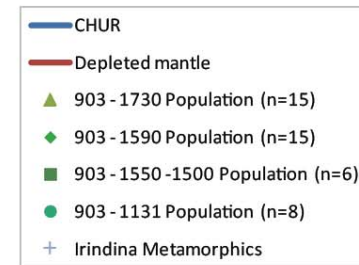 CHUR
Depleted mantle
903 - 1730 Population (n=15)
903 - 1590 Population (n=15)
903 - 1550 -1500 Population (n=6)
903 - 1131 Population (n=8)
Irindina Metamorphics